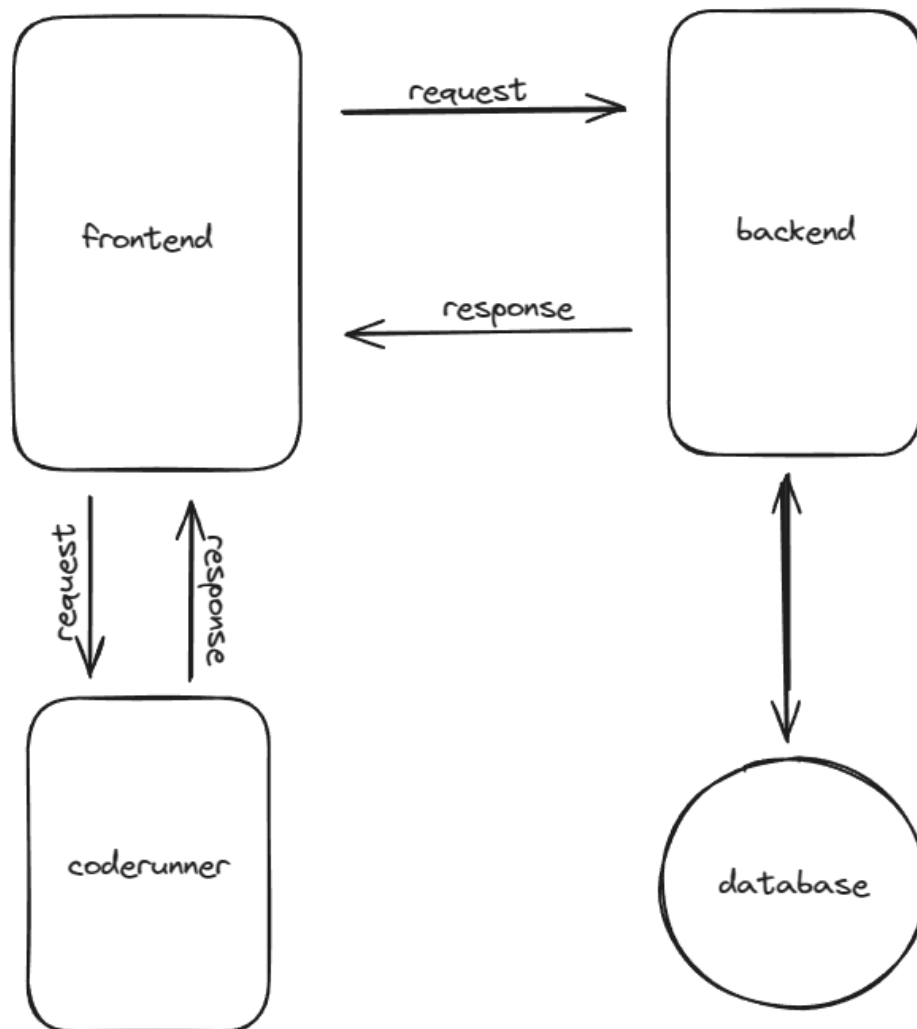 request
frontend
backend
response
request
response
coderunner
database